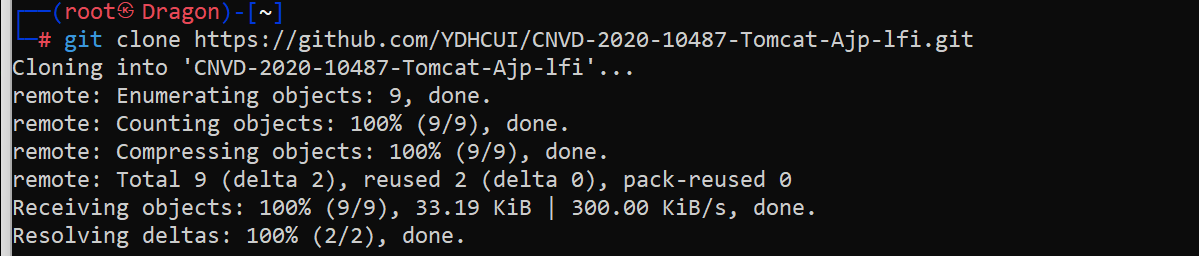 ┌──(root㉿Dragon)-[~]
└─# git clone https://github.com/YDHCUI/CNVD-2020-10487-Tomcat-Ajp-lfi.git
Cloning into 'CNVD-2020-10487-Tomcat-Ajp-lfi'...
remote: Enumerating objects: 9, done.
remote: Counting objects: 100% (9/9), done.
remote: Compressing objects: 100% (9/9), done.
remote: Total 9 (delta 2), reused 2 (delta 0), pack-reused 0
Receiving objects: 100% (9/9), 33.19 KiB | 300.00 KiB/s, done.
Resolving deltas: 100% (2/2), done.